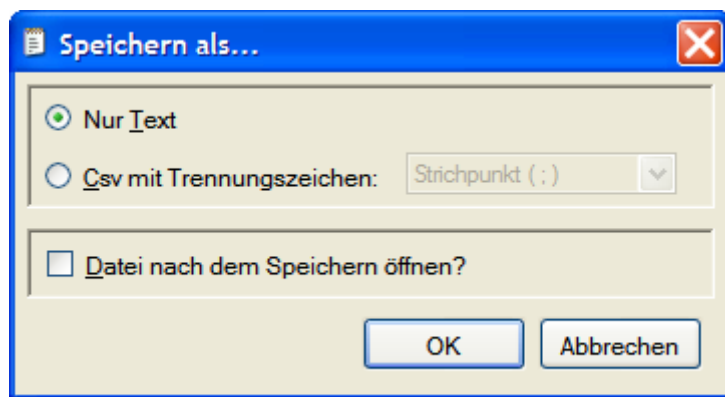 Speichern als...
Nur Text
Csv mit Trennungszeichen: Strichpunkt ( ; )
Datei nach dem Speichern öffnen?
OK Abbrechen